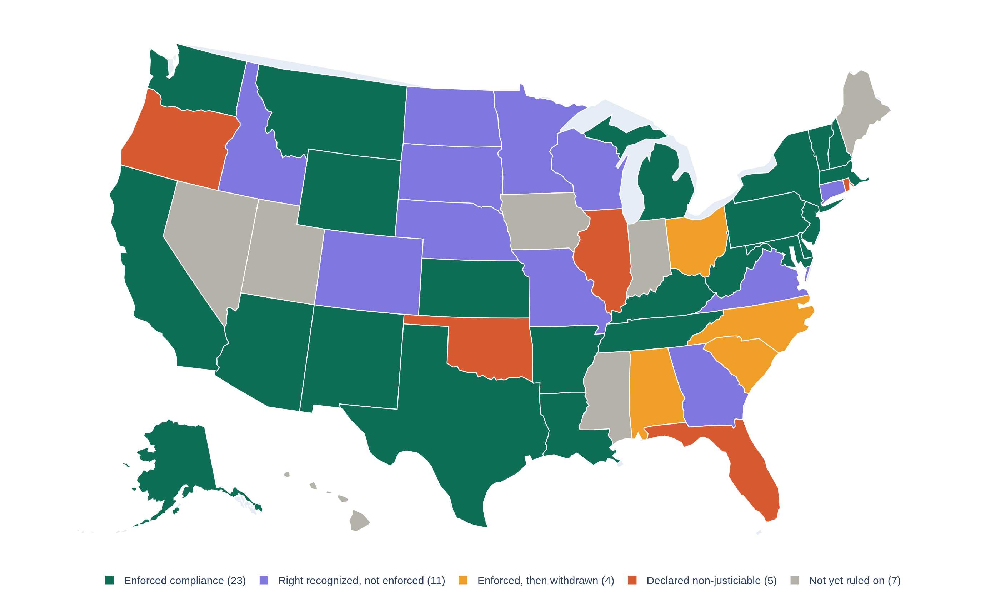 Enforced compliance (23) Right recognized, not enforced (11) Enforced, then withdrawn (4) Declared non-justiciable (5) Not yet ruled on (7)